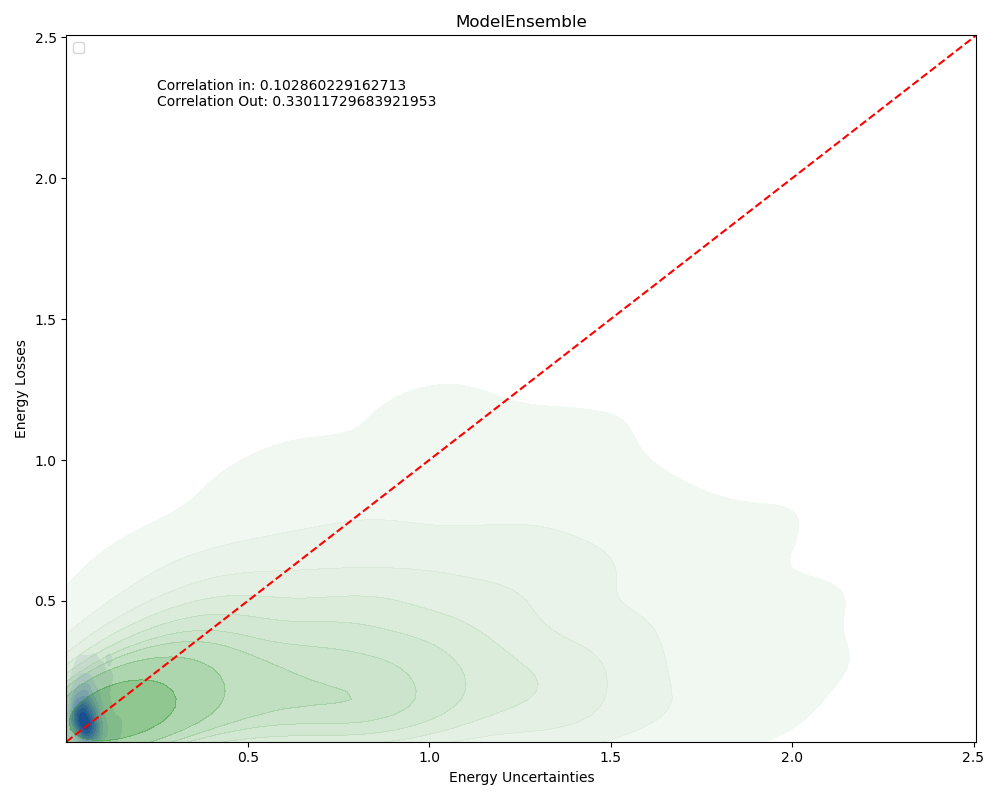 ModelEnsemble
2.5
Correlation in: 0.102860229162713
Correlation Out: 0.33011729683921953
2.0
1.5
Energy Losses
1.0
0.5
0.5 1.0 1.5 2.0 2.5
Energy Uncertainties